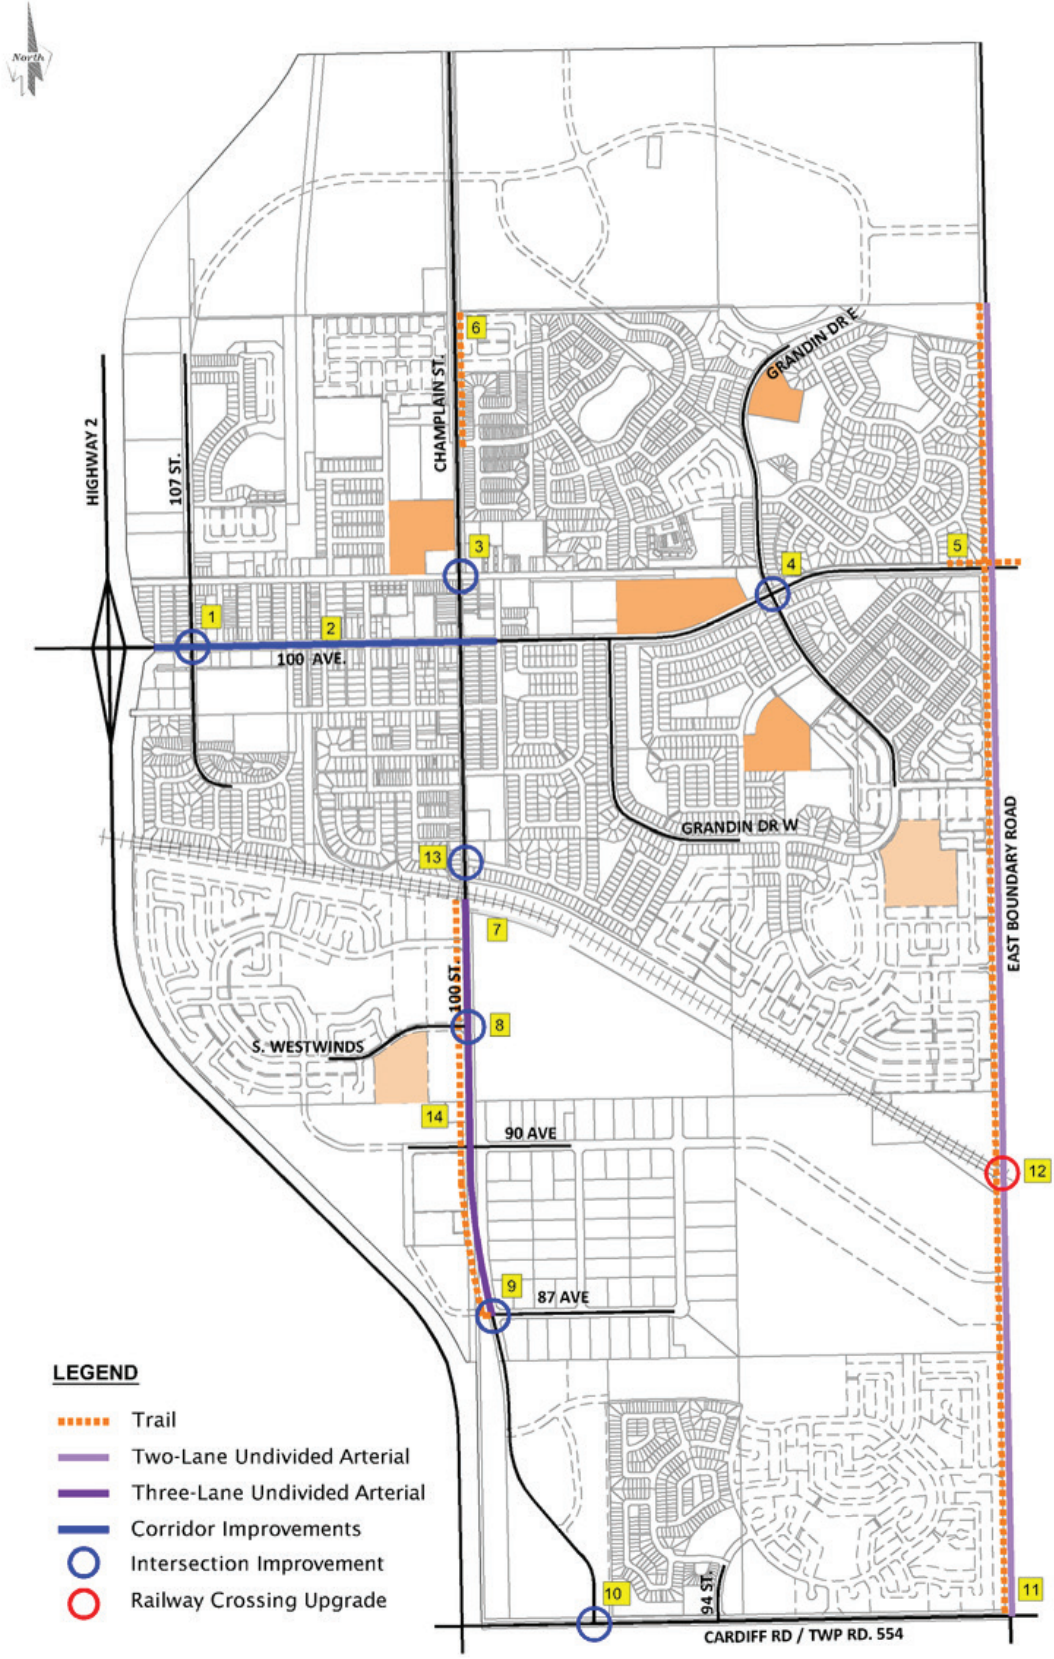 North
6
GRANDIN DR E
CHAMPLAIN ST.
HIGHWAY 2
107 ST.
3
5
4
1
2
100 AVE.
GRANDIN DR W
EAST BOUNDARY ROAD
13
7
100 ST.
8
S. WESTWINDS
14
90 AVE
12
9
87 AVE
LEGEND
Trail
Two-Lane Undivided Arterial
Three-Lane Undivided Arterial
Corridor Improvements
Intersection Improvement
Railway Crossing Upgrade
10
94 ST.
11
CARDIFF RD / TWP RD. 554